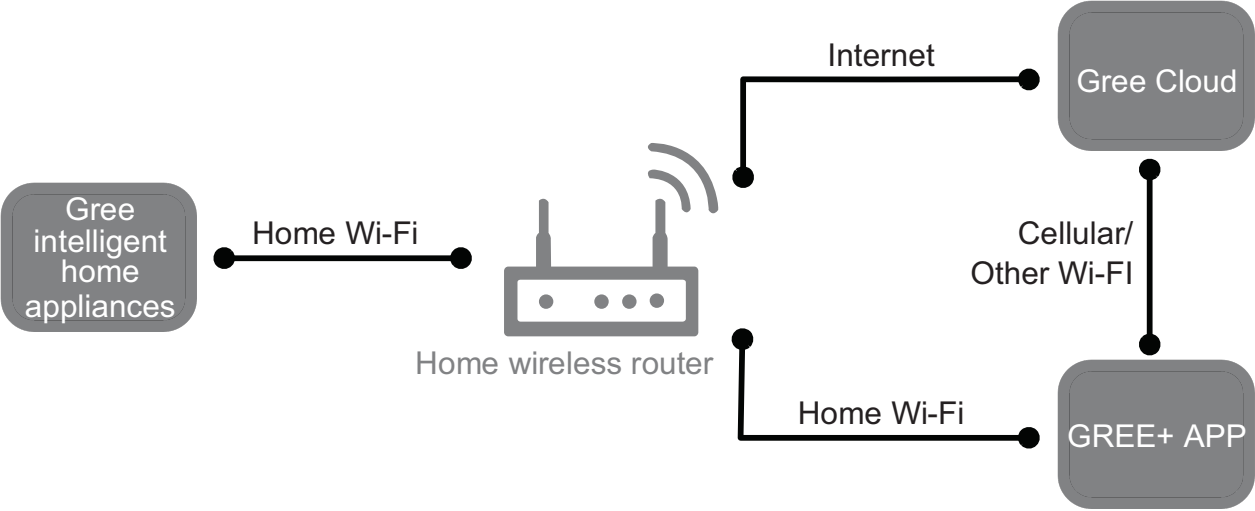 Internet
Gree Cloud
Gree
intelligent
home
appliances
Home Wi-Fi
Cellular/
Other Wi-FI
Home wireless router
Home Wi-Fi
GREE+ APP